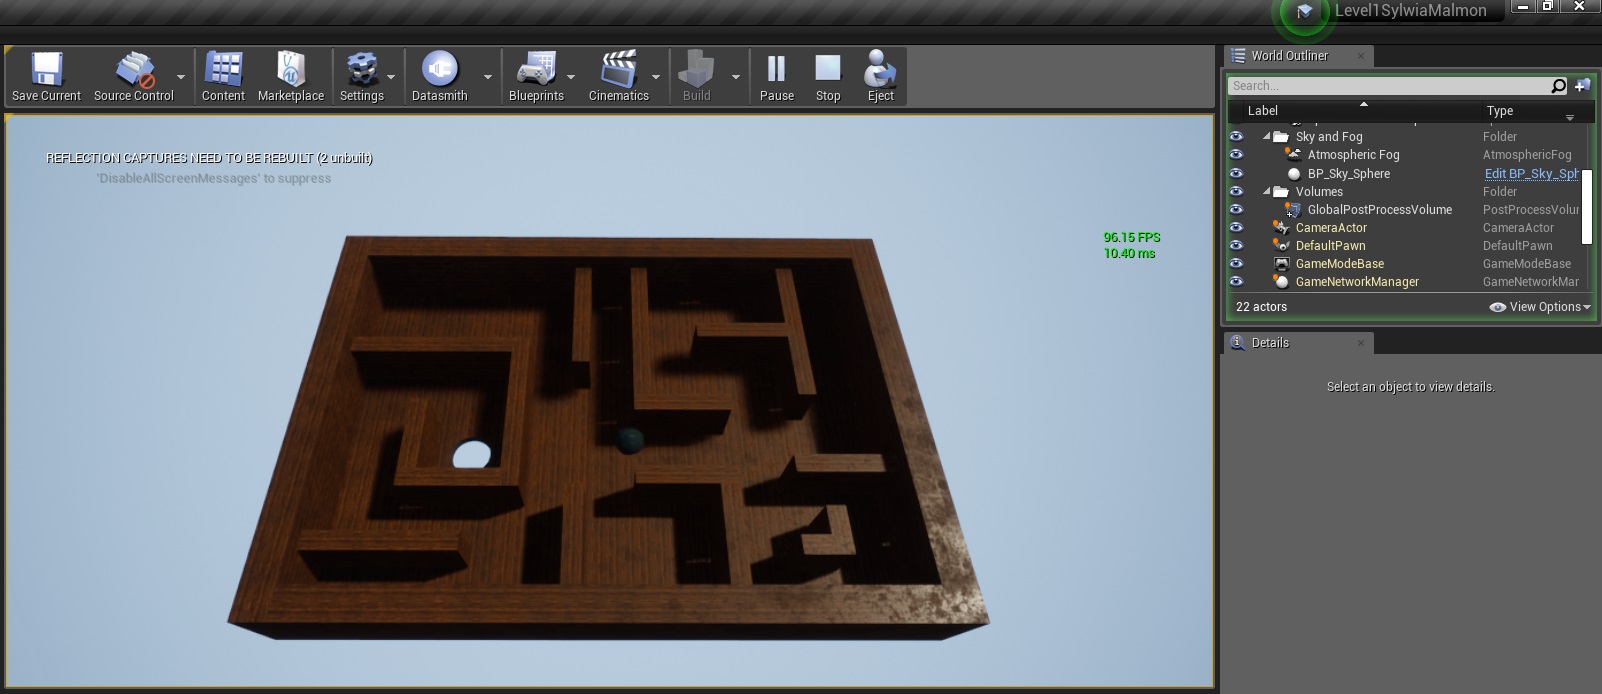 Level1SylwiaMalmon
Save Current
Source Control
Content
Marketplace
Settings
Datasmith
Blueprints
Cinematics
Build
Pause
Stop
Eject
REFLECTION CAPTURES NEED TO BE REBUILT (2 unbuilt)
'DisableAllScreenMessages' to suppress
96.15 FPS
10.40 ms
World Outliner
Search...
Label Type
Sky and Fog Folder
Atmospheric Fog AtmosphericFog
BP_Sky_Sphere Edit BP_Sky_Sph
Volumes Folder
GlobalPostProcessVolume PostProcessVolu
CameraActor CameraActor
DefaultPawn DefaultPawn
GameModeBase GameModeBase
GameNetworkManager GameNetworkMar
22 actors View Options
Details
Select an object to view details.